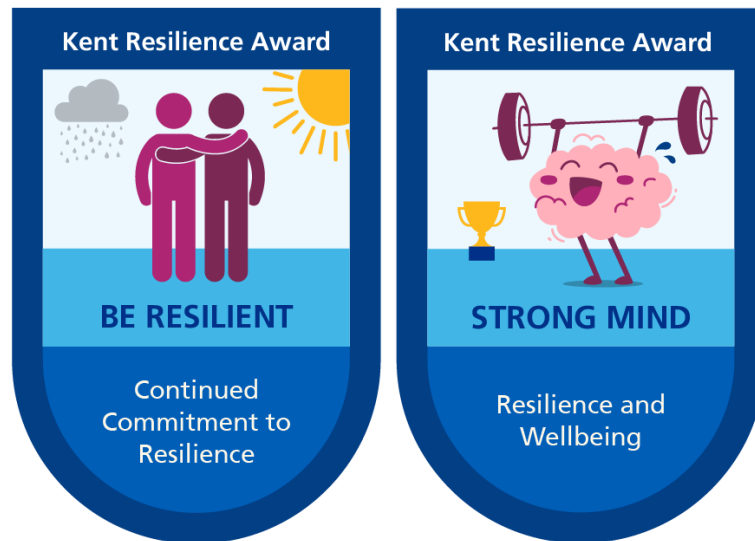 Kent Resilience Award
BE RESILIENT
Continued
Commitment to
Resilience
Kent Resilience Award
STRONG MIND
Resilience and
Wellbeing